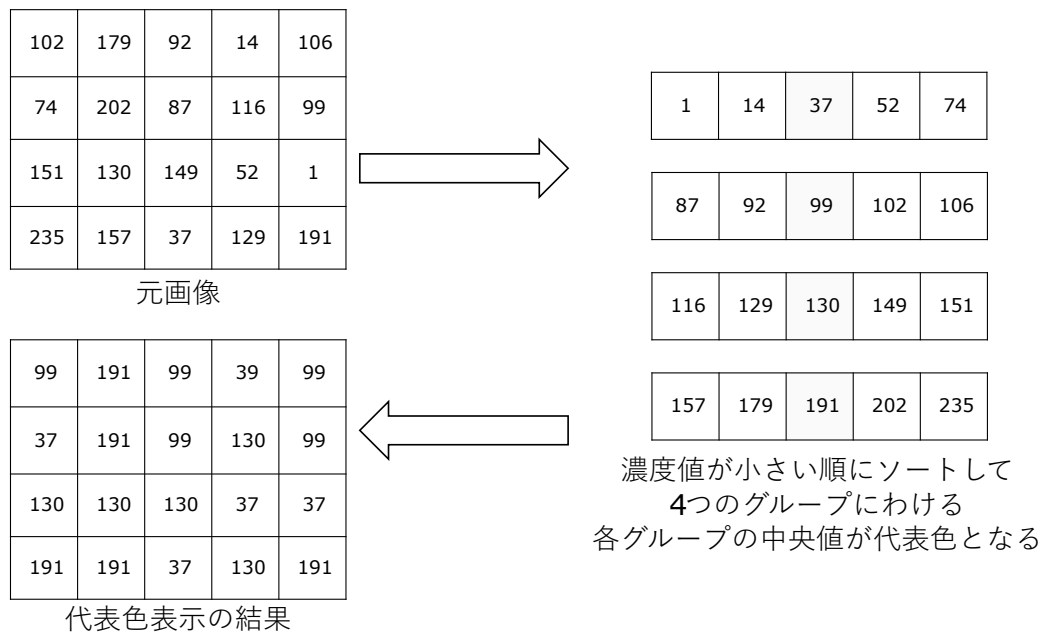 102 179 92 14 106
74 202 87 116 99
151 130 149 52 1
235 157 37 129 191
元画像
1 14 37 52 74
87 92 99 102 106
116 129 130 149 151
157 179 191 202 235
濃度値が小さい順にソートして
4つのグループにわける
各グループの中央値が代表色となる
99 191 99 39 99
37 191 99 130 99
130 130 130 37 37
191 191 37 130 191
代表色表示の結果